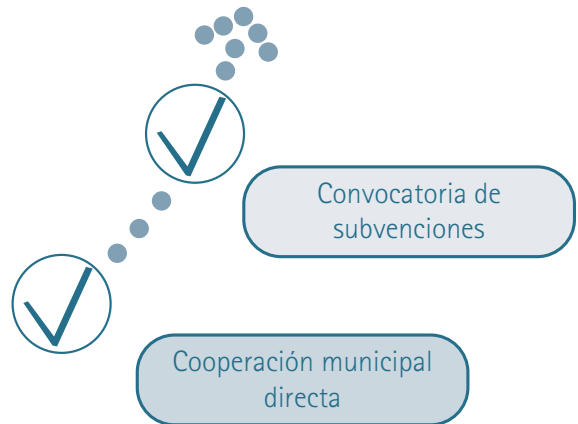 Convocatoria de
subvenciones
Cooperación municipal
directa